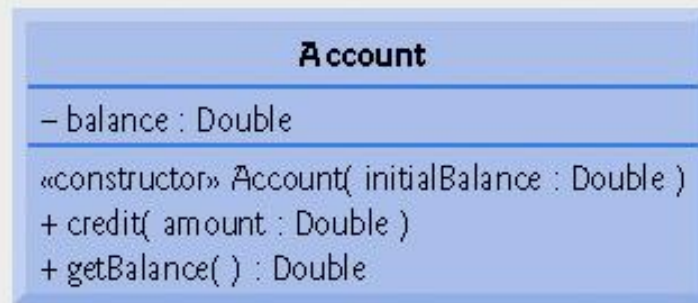 Account
– balance : Double
«constructor» Account( initialBalance : Double )
+ credit( amount : Double )
+ getBalance( ) : Double